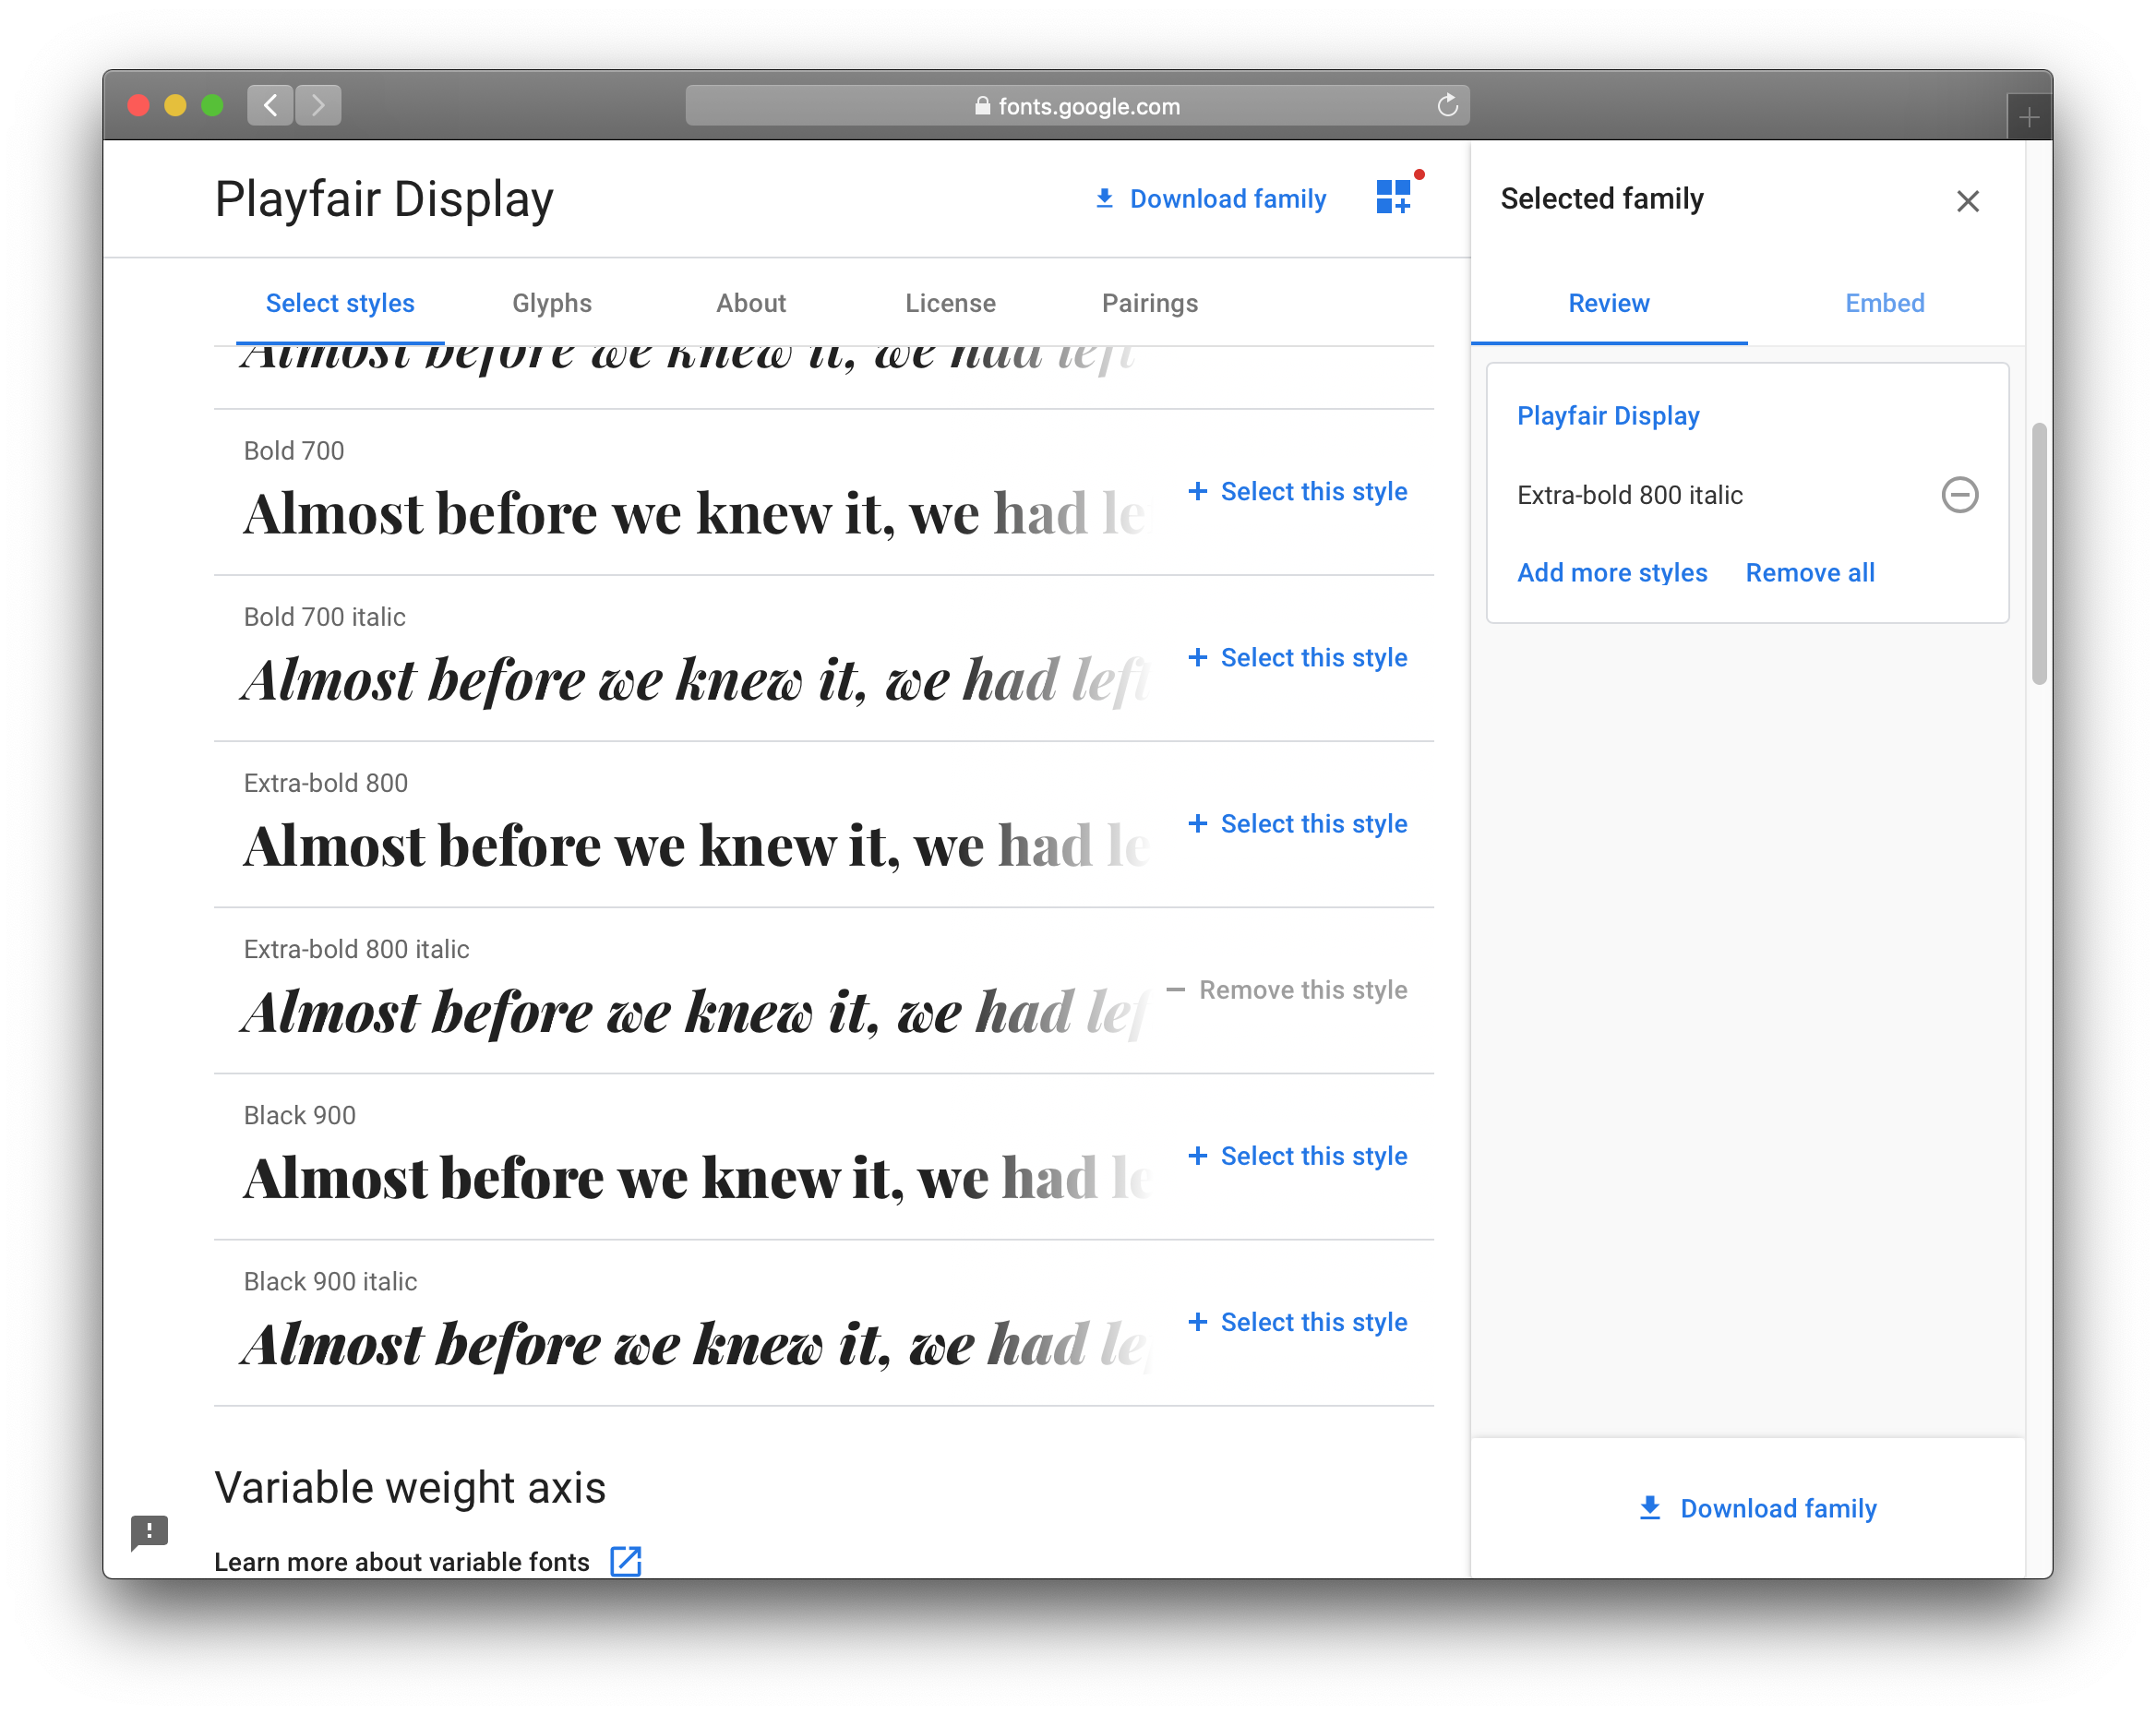 fonts.google.com
Playfair Display
Download family
Selected family
Select styles Glyphs About License Pairings
Review Embed
Almost before we knew it, we had left
Playfair Display
Extra-bold 800 italic
Add more styles Remove all
Bold 700
Almost before we knew it, we had le
Select this style
Bold 700 italic
Almost before we knew it, we had left
Select this style
Extra-bold 800
Almost before we knew it, we had le
Select this style
Extra-bold 800 italic
Almost before we knew it, we had lef
Remove this style
Black 900
Almost before we knew it, we had le
Select this style
Black 900 italic
Almost before we knew it, we had lef
Select this style
Variable weight axis
Learn more about variable fonts
Download family